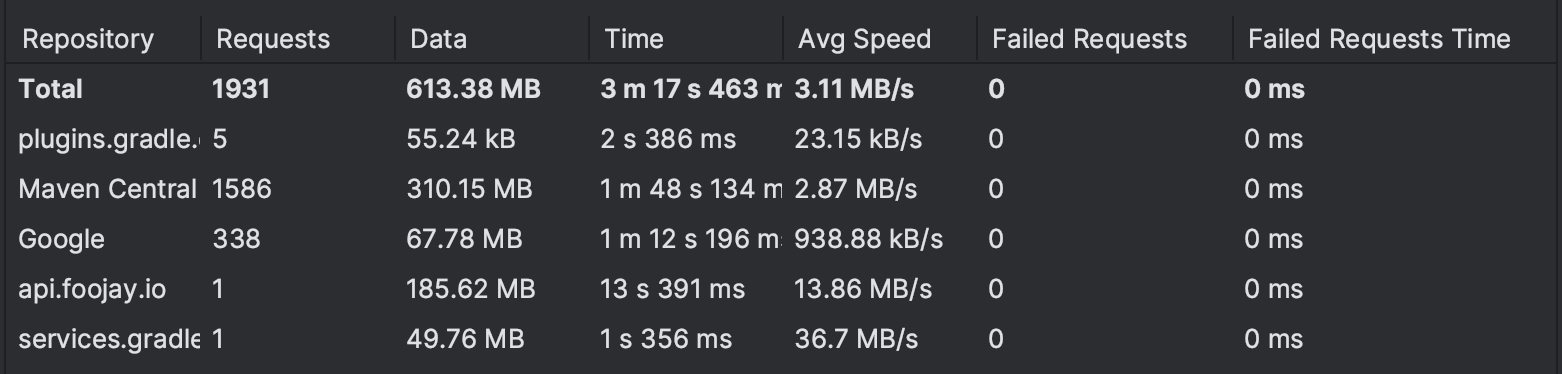 Repository Requests Data Time Avg Speed Failed Requests Failed Requests Time
Total 1931 613.38 MB 3 m 17 s 463 m 3.11 MB/s 0 0 ms
plugins.gradle. 5 55.24 kB 2 s 386 ms 23.15 kB/s 0 0 ms
Maven Central 1586 310.15 MB 1 m 48 s 134 m 2.87 MB/s 0 0 ms
Google 338 67.78 MB 1 m 12 s 196 m 938.88 kB/s 0 0 ms
api.foojay.io 1 185.62 MB 13 s 391 ms 13.86 MB/s 0 0 ms
services.gradle 1 49.76 MB 1 s 356 ms 36.7 MB/s 0 0 ms